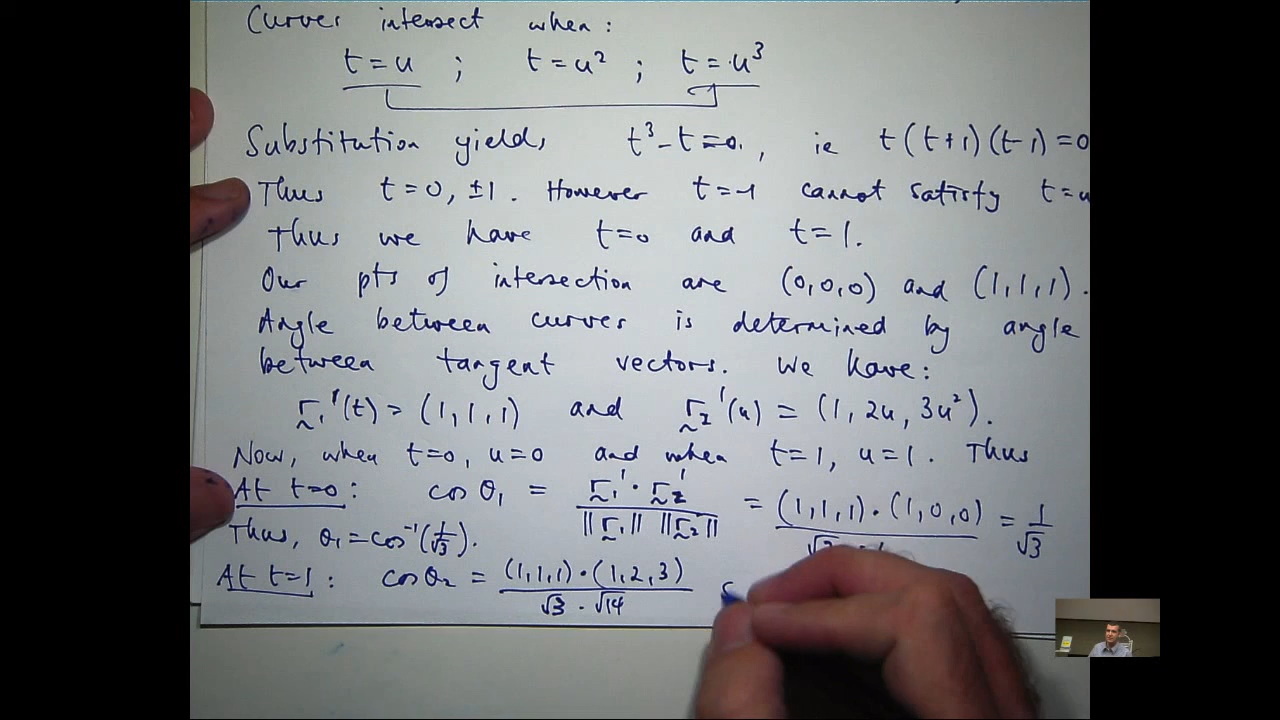 Curves intersect when:
t=u ; t=u² ; t=u³
Substitution yields t³-t=0, ie t(t+1)(t-1)=0
Thus t=0, ±1. However t=-1 cannot satisfy t=u
Thus we have t=0 and t=1.
Our pts of intersection are (0,0,0) and (1,1,1).
Angle between curves is determined by angle
between tangent vectors. We have:
r₁'(t) = (1,1,1) and r₂'(u) = (1, 2u, 3u²).
Now, when t=0, u=0 and when t=1, u=1. Thus
At t=0: cos θ₁ = r₁' · r₂' / ||r₁|| ||r₂|| = (1,1,1)·(1,0,0) / √3 · 1 = 1/√3
Thus, θ₁ = cos⁻¹(1/√3).
At t=1: cos θ₂ = (1,1,1)·(1,2,3) / √3 · √14